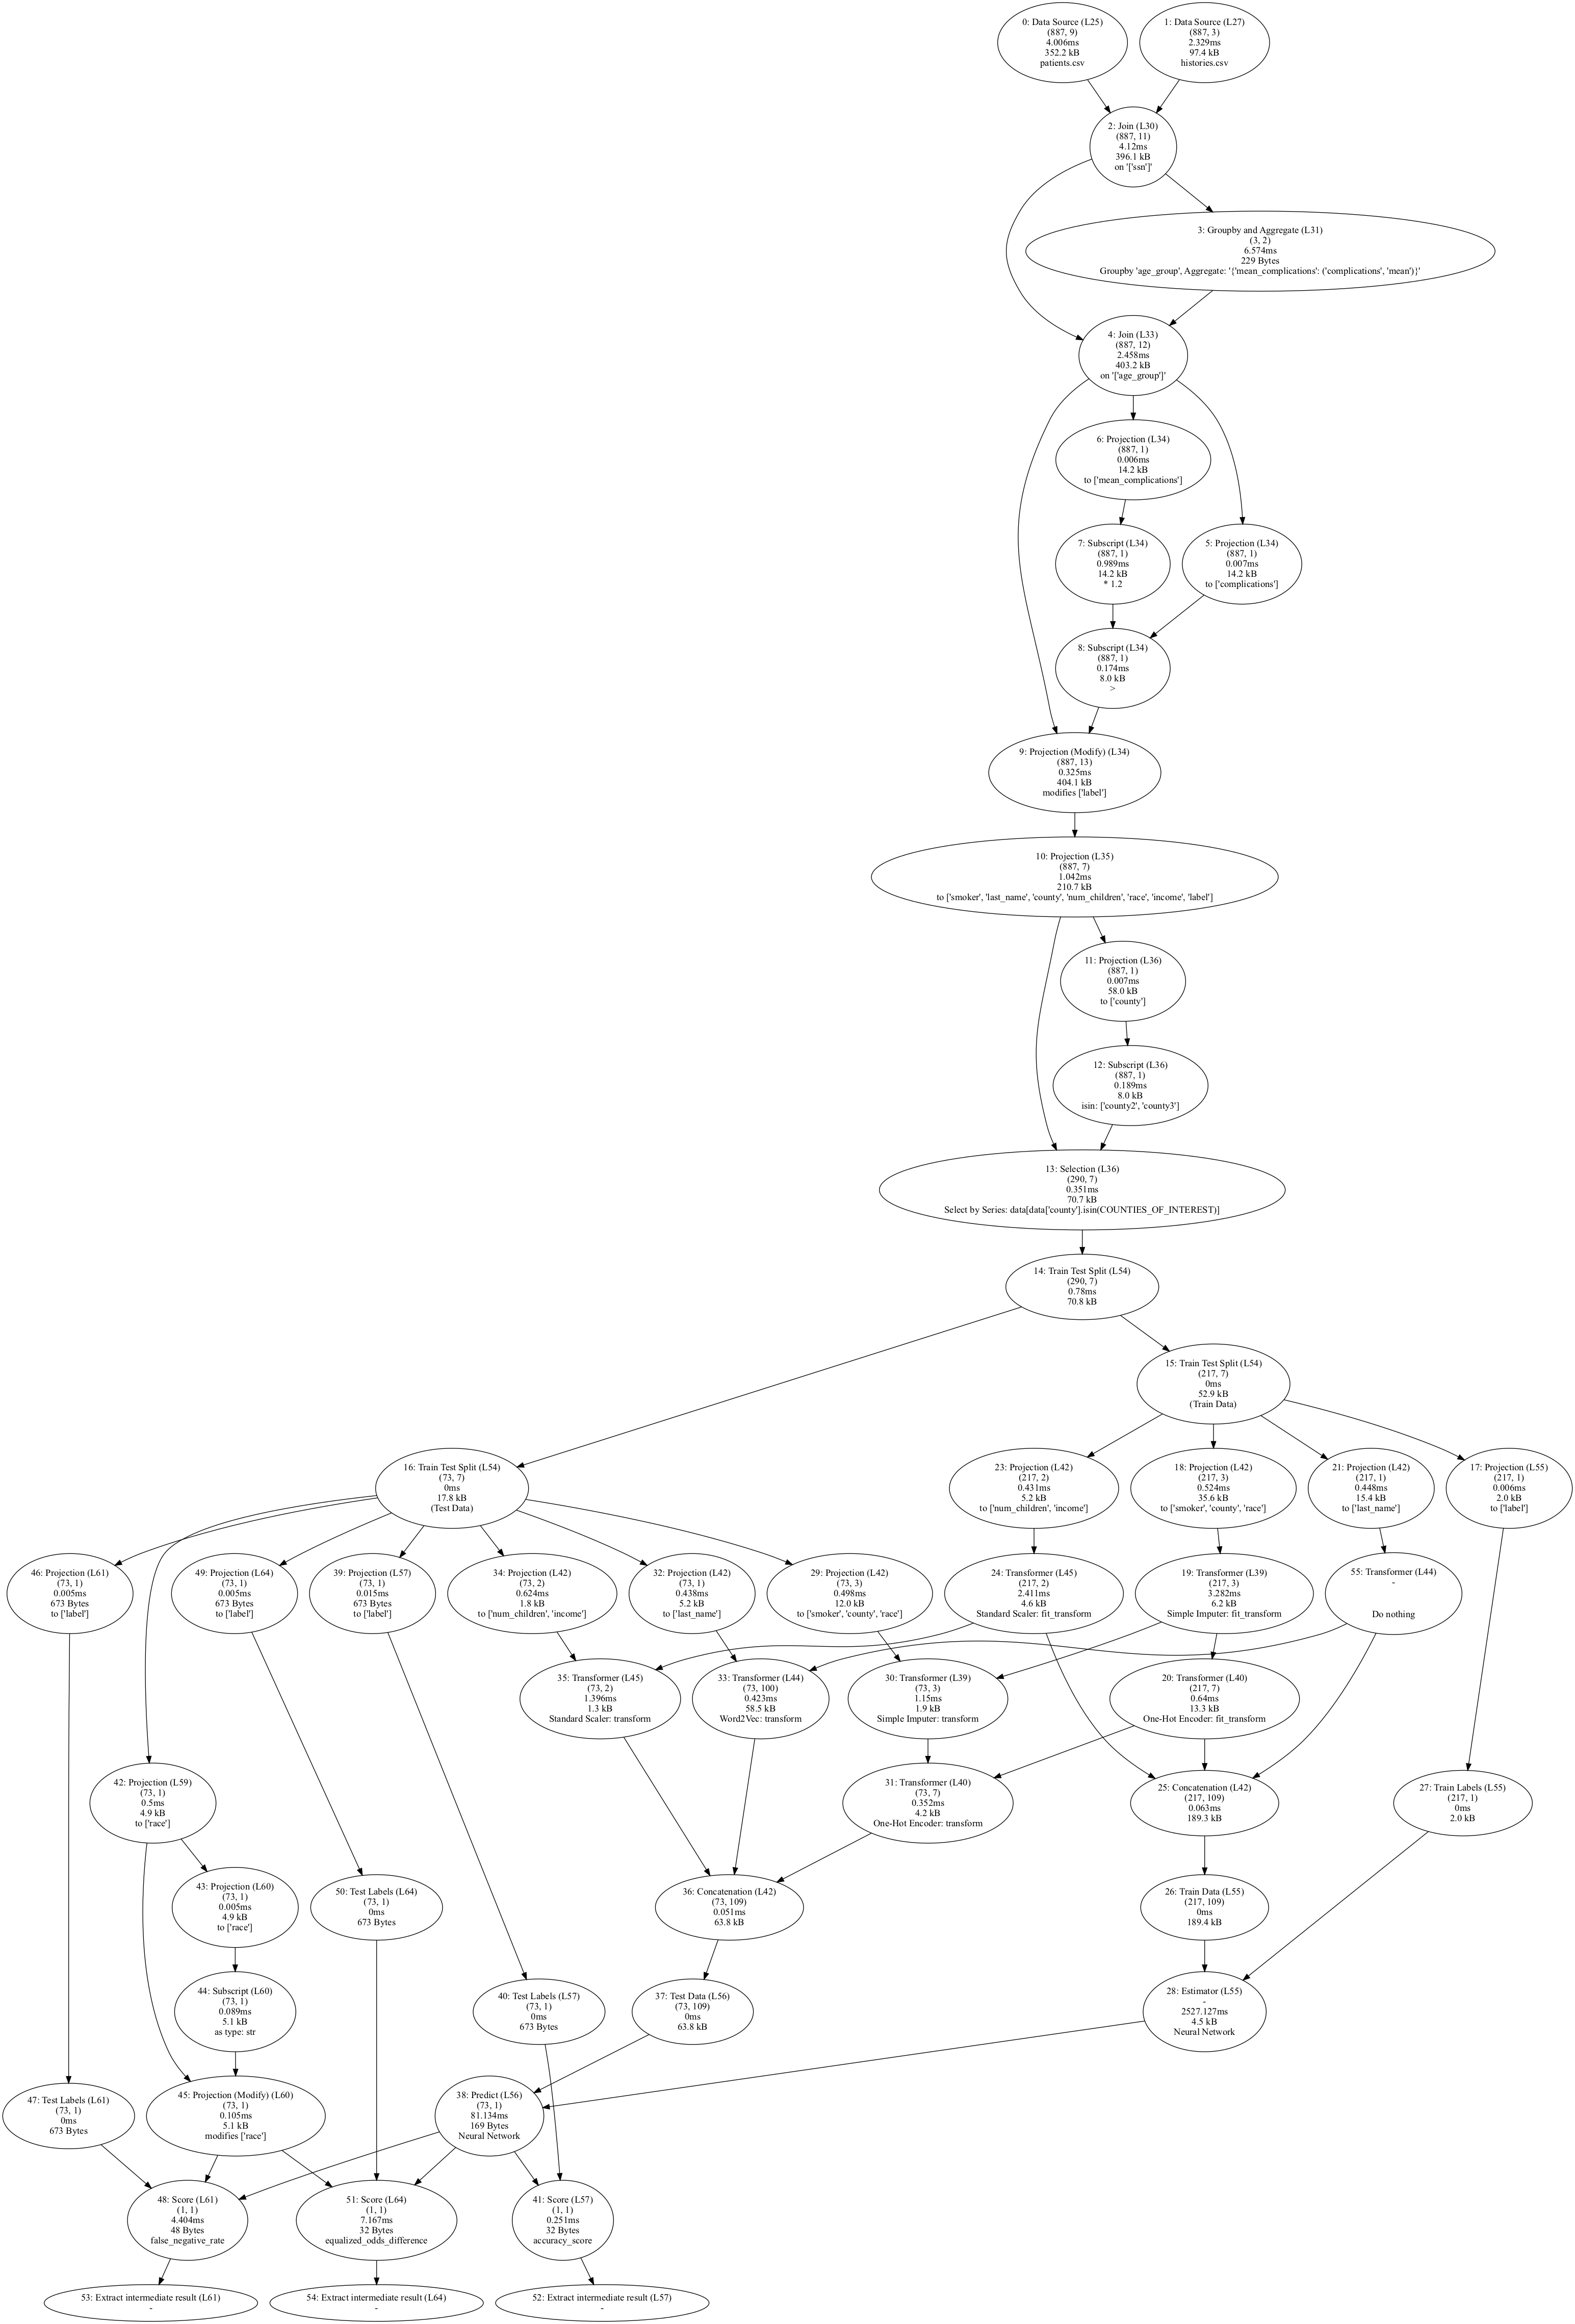 0: Data Source (L25)
(887, 9)
4.006ms
352.2 kB
patients.csv
1: Data Source (L27)
(887, 3)
2.329ms
97.4 kB
histories.csv
2: Join (L30)
(887, 11)
4.12ms
396.1 kB
on '['ssn']'
3: Groupby and Aggregate (L31)
(3, 2)
6.574ms
229 Bytes
Groupby 'age_group', Aggregate: '{'mean_complications': ('complications', 'mean')}'
4: Join (L33)
(887, 12)
2.458ms
403.2 kB
on '['age_group']'
6: Projection (L34)
(887, 1)
0.006ms
14.2 kB
to ['mean_complications']
7: Subscript (L34)
(887, 1)
0.989ms
14.2 kB
* 1.2
5: Projection (L34)
(887, 1)
0.007ms
14.2 kB
to ['complications']
8: Subscript (L34)
(887, 1)
0.174ms
8.0 kB
>
9: Projection (Modify) (L34)
(887, 13)
0.325ms
404.1 kB
modifies ['label']
10: Projection (L35)
(887, 7)
1.042ms
210.7 kB
to ['smoker', 'last_name', 'county', 'num_children', 'race', 'income', 'label']
11: Projection (L36)
(887, 1)
0.007ms
58.0 kB
to ['county']
12: Subscript (L36)
(887, 1)
0.189ms
8.0 kB
isin: ['county2', 'county3']
13: Selection (L36)
(290, 7)
0.351ms
70.7 kB
Select by Series: data[data['county'].isin(COUNTIES_OF_INTEREST)]
14: Train Test Split (L54)
(290, 7)
0.78ms
70.8 kB
15: Train Test Split (L54)
(217, 7)
0ms
52.9 kB
(Train Data)
16: Train Test Split (L54)
(73, 7)
0ms
17.8 kB
(Test Data)
23: Projection (L42)
(217, 2)
0.431ms
5.2 kB
to ['num_children', 'income']
18: Projection (L42)
(217, 3)
0.524ms
35.6 kB
to ['smoker', 'county', 'race']
21: Projection (L42)
(217, 1)
0.448ms
15.4 kB
to ['last_name']
17: Projection (L55)
(217, 1)
0.006ms
2.0 kB
to ['label']
46: Projection (L61)
(73, 1)
0.005ms
673 Bytes
to ['label']
49: Projection (L64)
(73, 1)
0.005ms
673 Bytes
to ['label']
39: Projection (L57)
(73, 1)
0.015ms
673 Bytes
to ['label']
34: Projection (L42)
(73, 2)
0.624ms
1.8 kB
to ['num_children', 'income']
32: Projection (L42)
(73, 1)
0.438ms
5.2 kB
to ['last_name']
29: Projection (L42)
(73, 3)
0.498ms
12.0 kB
to ['smoker', 'county', 'race']
24: Transformer (L45)
(217, 2)
2.411ms
4.6 kB
Standard Scaler: fit_transform
19: Transformer (L39)
(217, 3)
3.282ms
6.2 kB
Simple Imputer: fit_transform
55: Transformer (L44)
-
Do nothing
35: Transformer (L45)
(73, 2)
1.396ms
1.3 kB
Standard Scaler: transform
33: Transformer (L44)
(73, 100)
0.423ms
58.5 kB
Word2Vec: transform
30: Transformer (L39)
(73, 3)
1.15ms
1.9 kB
Simple Imputer: transform
20: Transformer (L40)
(217, 7)
0.64ms
13.3 kB
One-Hot Encoder: fit_transform
42: Projection (L59)
(73, 1)
0.5ms
4.9 kB
to ['race']
31: Transformer (L40)
(73, 7)
0.352ms
4.2 kB
One-Hot Encoder: transform
25: Concatenation (L42)
(217, 109)
0.063ms
189.3 kB
27: Train Labels (L55)
(217, 1)
0ms
2.0 kB
43: Projection (L60)
(73, 1)
0.005ms
4.9 kB
to ['race']
50: Test Labels (L64)
(73, 1)
0ms
673 Bytes
36: Concatenation (L42)
(73, 109)
0.051ms
63.8 kB
26: Train Data (L55)
(217, 109)
0ms
189.4 kB
44: Subscript (L60)
(73, 1)
0.089ms
5.1 kB
as type: str
40: Test Labels (L57)
(73, 1)
0ms
673 Bytes
37: Test Data (L56)
(73, 109)
0ms
63.8 kB
28: Estimator (L55)
-
2527.127ms
4.5 kB
Neural Network
47: Test Labels (L61)
(73, 1)
0ms
673 Bytes
45: Projection (Modify) (L60)
(73, 1)
0.105ms
5.1 kB
modifies ['race']
38: Predict (L56)
(73, 1)
81.134ms
169 Bytes
Neural Network
48: Score (L61)
(1, 1)
4.404ms
48 Bytes
false_negative_rate
51: Score (L64)
(1, 1)
7.167ms
32 Bytes
equalized_odds_difference
41: Score (L57)
(1, 1)
0.251ms
32 Bytes
accuracy_score
53: Extract intermediate result (L61)
-
54: Extract intermediate result (L64)
-
52: Extract intermediate result (L57)
-